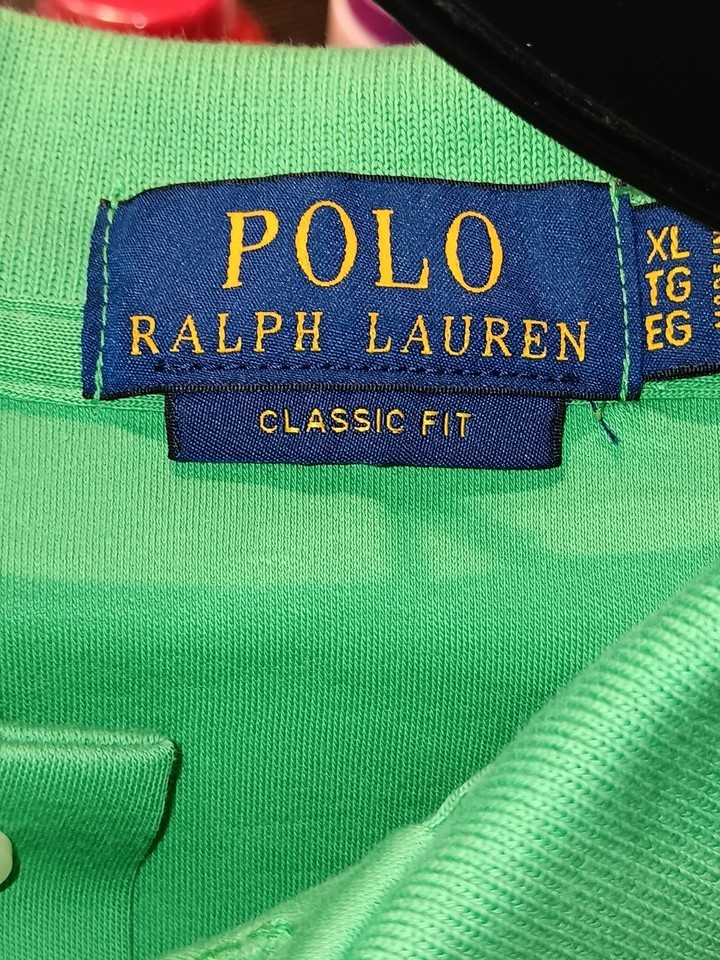 POLO
RALPH LAUREN
CLASSIC FIT
XL
TG
EG